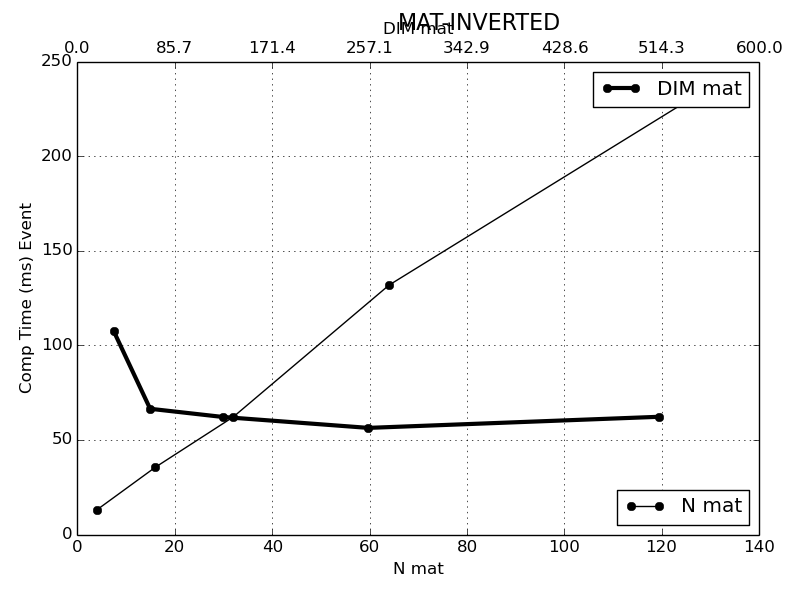 MAT-INVERTED
DIM mat
0.0 85.7 171.4 257.1 342.9 428.6 514.3 600.0
250
200
150
100
50
0
Comp Time (ms) Event
DIM mat
N mat
0 20 40 60 80 100 120 140
N mat